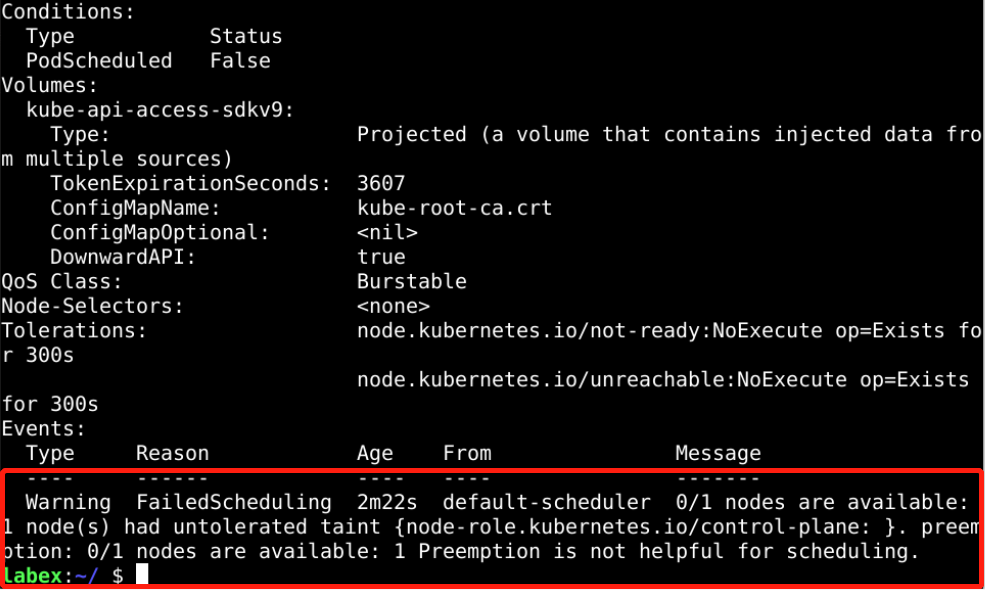 Conditions:
  Type           Status
  PodScheduled   False
Volumes:
  kube-api-access-sdkv9:
    Type:                    Projected (a volume that contains injected data fro
m multiple sources)
    TokenExpirationSeconds:  3607
    ConfigMapName:           kube-root-ca.crt
    ConfigMapOptional:       <nil>
    DownwardAPI:             true
QoS Class:                   Burstable
Node-Selectors:              <none>
Tolerations:                 node.kubernetes.io/not-ready:NoExecute op=Exists fo
r 300s
                             node.kubernetes.io/unreachable:NoExecute op=Exists
for 300s
Events:
  Type     Reason            Age    From               Message
  ----     ------            ----   ----               -------
  Warning  FailedScheduling  2m22s  default-scheduler  0/1 nodes are available:
1 node(s) had untolerated taint {node-role.kubernetes.io/control-plane: }. preem
ption: 0/1 nodes are available: 1 Preemption is not helpful for scheduling.
labex:~/ $